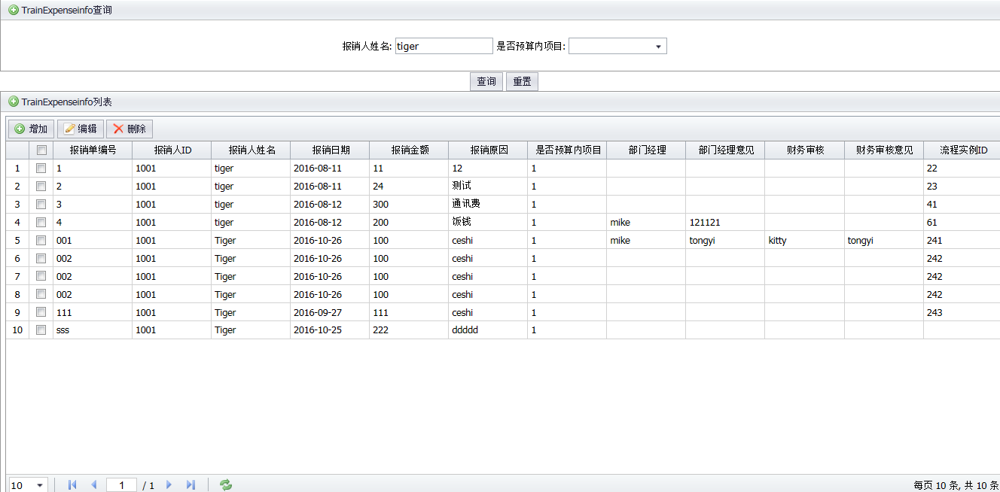 TrainExpenseinfo查询
报销人姓名: tiger 是否预算内项目:
查询 重置
TrainExpenseinfo列表
增加 编辑 删除
报销单编号 报销人ID 报销人姓名 报销日期 报销金额 报销原因 是否预算内项目 部门经理 部门经理意见 财务审核 财务审核意见 流程实例ID
1 1 1001 tiger 2016-08-11 11 12 1 22
2 2 1001 tiger 2016-08-11 24 测试 1 23
3 3 1001 tiger 2016-08-12 300 通讯费 1 41
4 4 1001 tiger 2016-08-12 200 饭钱 1 mike 121121 61
5 001 1001 Tiger 2016-10-26 100 ceshi 1 mike tongyi kitty tongyi 241
6 002 1001 Tiger 2016-10-26 100 ceshi 1 242
7 002 1001 Tiger 2016-10-26 100 ceshi 1 242
8 002 1001 Tiger 2016-10-26 100 ceshi 1 242
9 111 1001 Tiger 2016-09-27 111 ceshi 1 243
10 sss 1001 Tiger 2016-10-25 222 ddddd 1
10 1 / 1 每页 10 条, 共 10 条